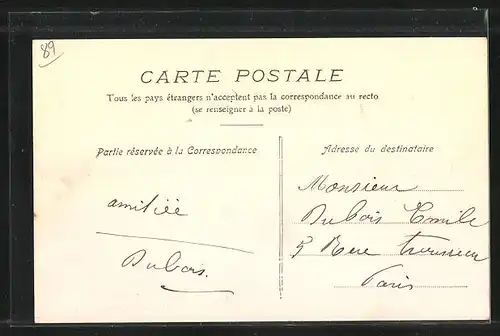 89
CARTE POSTALE
Tous les pays étrangers n'acceptent pas la correspondance au recto
(se renseigner à la poste)
Partie réservée à la Correspondance
amitiée
Dubois.
Adresse du destinataire
Monsieur
Dubois Emile
5 Rue Trousseau
Paris